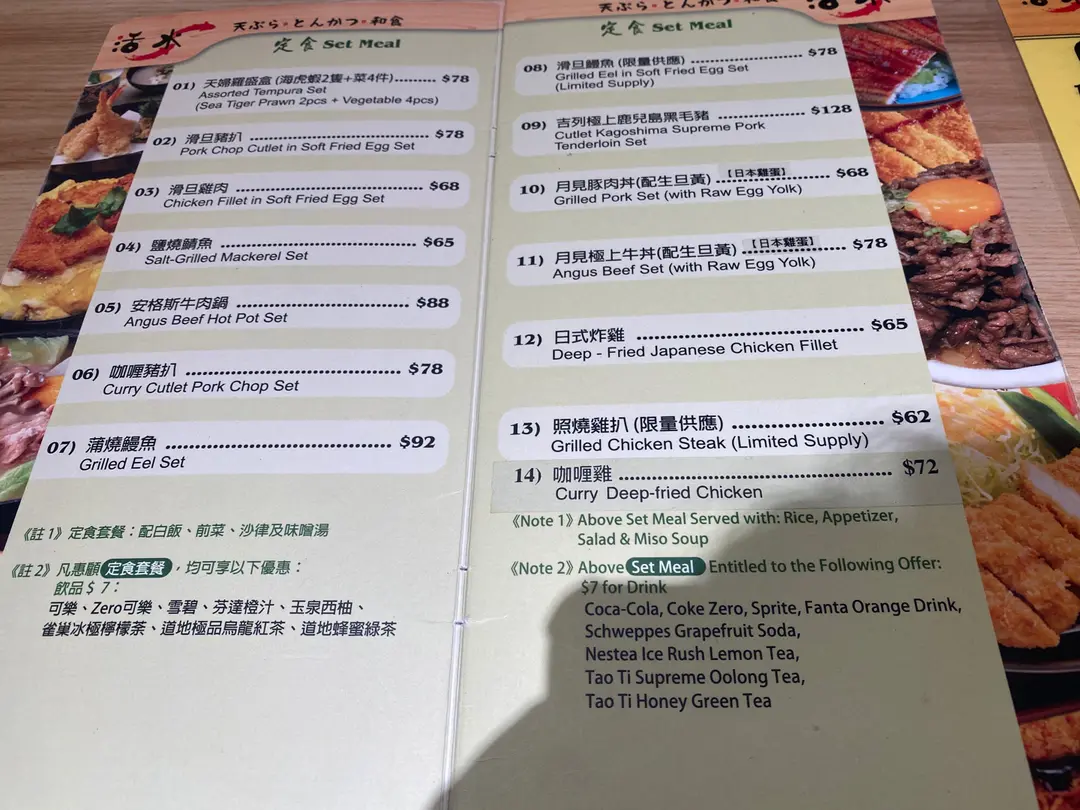 活水
天ぷら・とんかつ・和食
定食 Set Meal
01) 天婦羅盛盒 (海虎蝦2隻+菜4件)......... $78
Assorted Tempura Set
(Sea Tiger Prawn 2pcs + Vegetable 4pcs)
02) 滑旦豬扒 .................................... $78
Pork Chop Cutlet in Soft Fried Egg Set
03) 滑旦雞肉 .................................... $68
Chicken Fillet in Soft Fried Egg Set
04) 鹽燒鯖魚 .................................... $65
Salt-Grilled Mackerel Set
05) 安格斯牛肉鍋 .............................. $88
Angus Beef Hot Pot Set
06) 咖喱豬扒 .................................... $78
Curry Cutlet Pork Chop Set
07) 蒲燒鰻魚 .................................... $92
Grilled Eel Set
《註 1》定食套餐：配白飯、前菜、沙律及味噌湯
《註 2》凡惠顧 定食套餐，均可享以下優惠：
飲品 $ 7：
可樂、Zero可樂、雪碧、芬達橙汁、玉泉西柚、
雀巢冰極檸檬茶、道地極品烏龍紅茶、道地蜂蜜綠茶
天ぷら・とんかつ・和食
活水
定食 Set Meal
08) 滑旦鰻魚 (限量供應) .................. $78
Grilled Eel in Soft Fried Egg Set
(Limited Supply)
09) 吉列極上鹿兒島黑毛豬 ................. $128
Cutlet Kagoshima Supreme Pork
Tenderloin Set
【日本雞蛋】
10) 月見豚肉丼(配生旦黃) .................. $68
Grilled Pork Set (with Raw Egg Yolk)
【日本雞蛋】
11) 月見極上牛丼(配生旦黃) ................ $78
Angus Beef Set (with Raw Egg Yolk)
12) 日式炸雞 .................................... $65
Deep - Fried Japanese Chicken Fillet
13) 照燒雞扒 (限量供應) ..................... $62
Grilled Chicken Steak (Limited Supply)
14) 咖喱雞 ....................................... $72
Curry Deep-fried Chicken
《Note 1》Above Set Meal Served with: Rice, Appetizer,
Salad & Miso Soup
《Note 2》Above Set Meal Entitled to the Following Offer:
$7 for Drink
Coca-Cola, Coke Zero, Sprite, Fanta Orange Drink,
Schweppes Grapefruit Soda,
Nestea Ice Rush Lemon Tea,
Tao Ti Supreme Oolong Tea,
Tao Ti Honey Green Tea